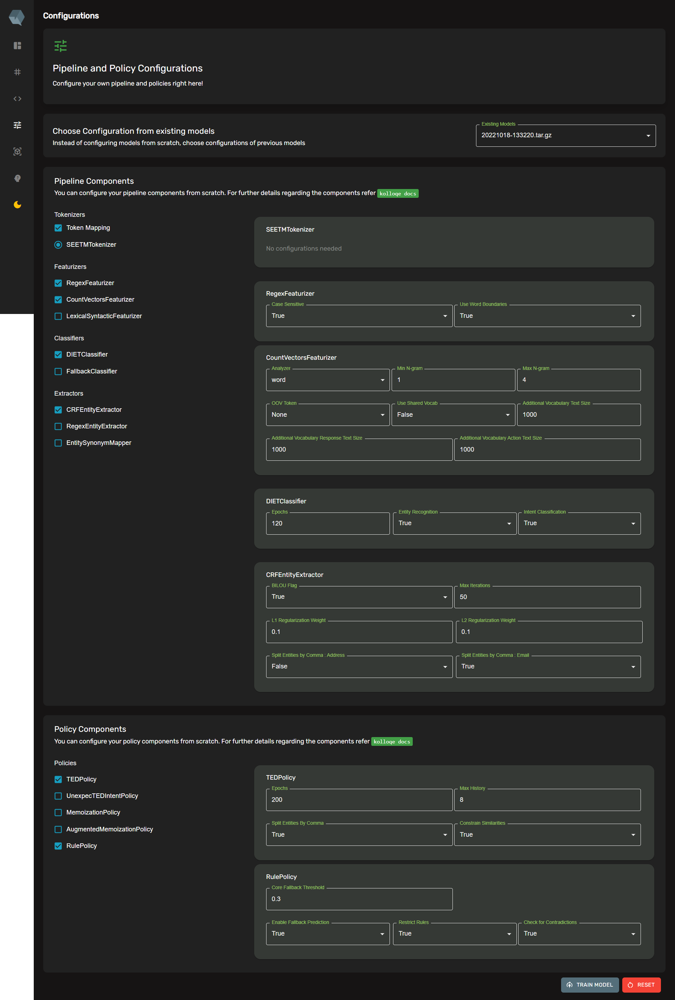 Configurations
Pipeline and Policy Configurations
Configure your own pipeline and policies right here!
Choose Configuration from existing models
Instead of configuring models from scratch, choose configurations of previous models
Existing Models
20221018-133220.tar.gz
Pipeline Components
You can configure your pipeline components from scratch. For further details regarding the components refer kolloqe docs
Tokenizers
Token Mapping
SEETMTokenizer
Featurizers
RegexFeaturizer
CountVectorsFeaturizer
LexicalSyntacticFeaturizer
Classifiers
DIETClassifier
FallbackClassifier
Extractors
CRFEntityExtractor
RegexEntityExtractor
EntitySynonymMapper
SEETMTokenizer
No configurations needed
RegexFeaturizer
Case Sensitive Use Word Boundaries
True True
CountVectorsFeaturizer
Analyzer Min N-gram Max N-gram
word 1 4
OOV Token Use Shared Vocab Additional Vocabulary Text Size
None False 1000
Additional Vocabulary Response Text Size Additional Vocabulary Action Text Size
1000 1000
DIETClassifier
Epochs Entity Recognition Intent Classification
120 True True
CRFEntityExtractor
BILOU Flag Max Iterations
True 50
L1 Regularization Weight L2 Regularization Weight
0.1 0.1
Split Entities by Comma : Address Split Entities by Comma : Email
False True
Policy Components
You can configure your policy components from scratch. For further details regarding the components refer kolloqe docs
Policies
TEDPolicy
UnexpecTEDIntentPolicy
MemoizationPolicy
AugmentedMemoizationPolicy
RulePolicy
TEDPolicy
Epochs Max History
200 8
Split Entities By Comma Constrain Similarities
True True
RulePolicy
Core Fallback Threshold
0.3
Enable Fallback Prediction Restrict Rules Check for Contradictions
True True True
TRAIN MODEL RESET